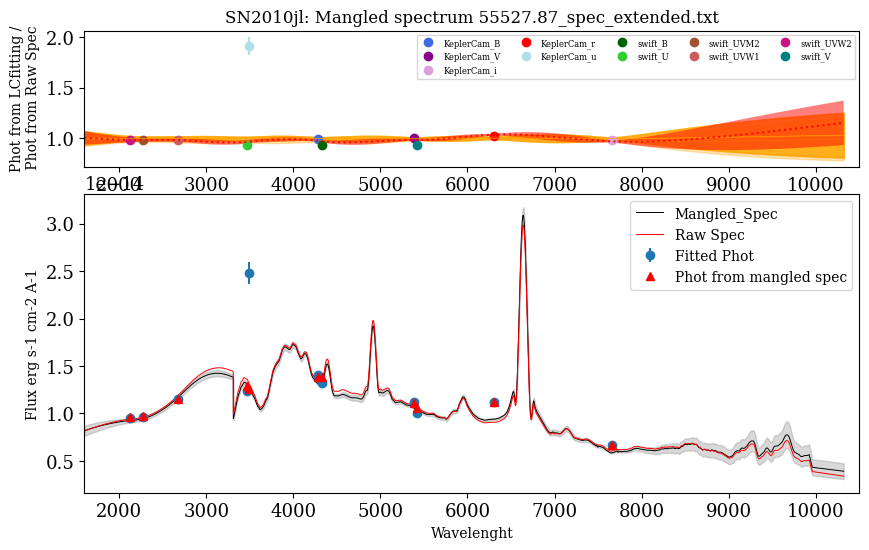 SN2010jl: Mangled spectrum 55527.87_spec_extended.txt
Phot from LCfitting /
Phot from Raw Spec
2.0
1.5
1.0
KeplerCam_B
KeplerCam_V
KeplerCam_i
KeplerCam_r
KeplerCam_u
swift_B
swift_U
swift_UVM2
swift_UVW1
swift_UVW2
swift_V
2000 3000 4000 5000 6000 7000 8000 9000 10000
1e−14
Flux erg s-1 cm-2 A-1
3.0
2.5
2.0
1.5
1.0
0.5
Mangled_Spec
Raw Spec
Fitted Phot
Phot from mangled spec
2000 3000 4000 5000 6000 7000 8000 9000 10000
Wavelenght